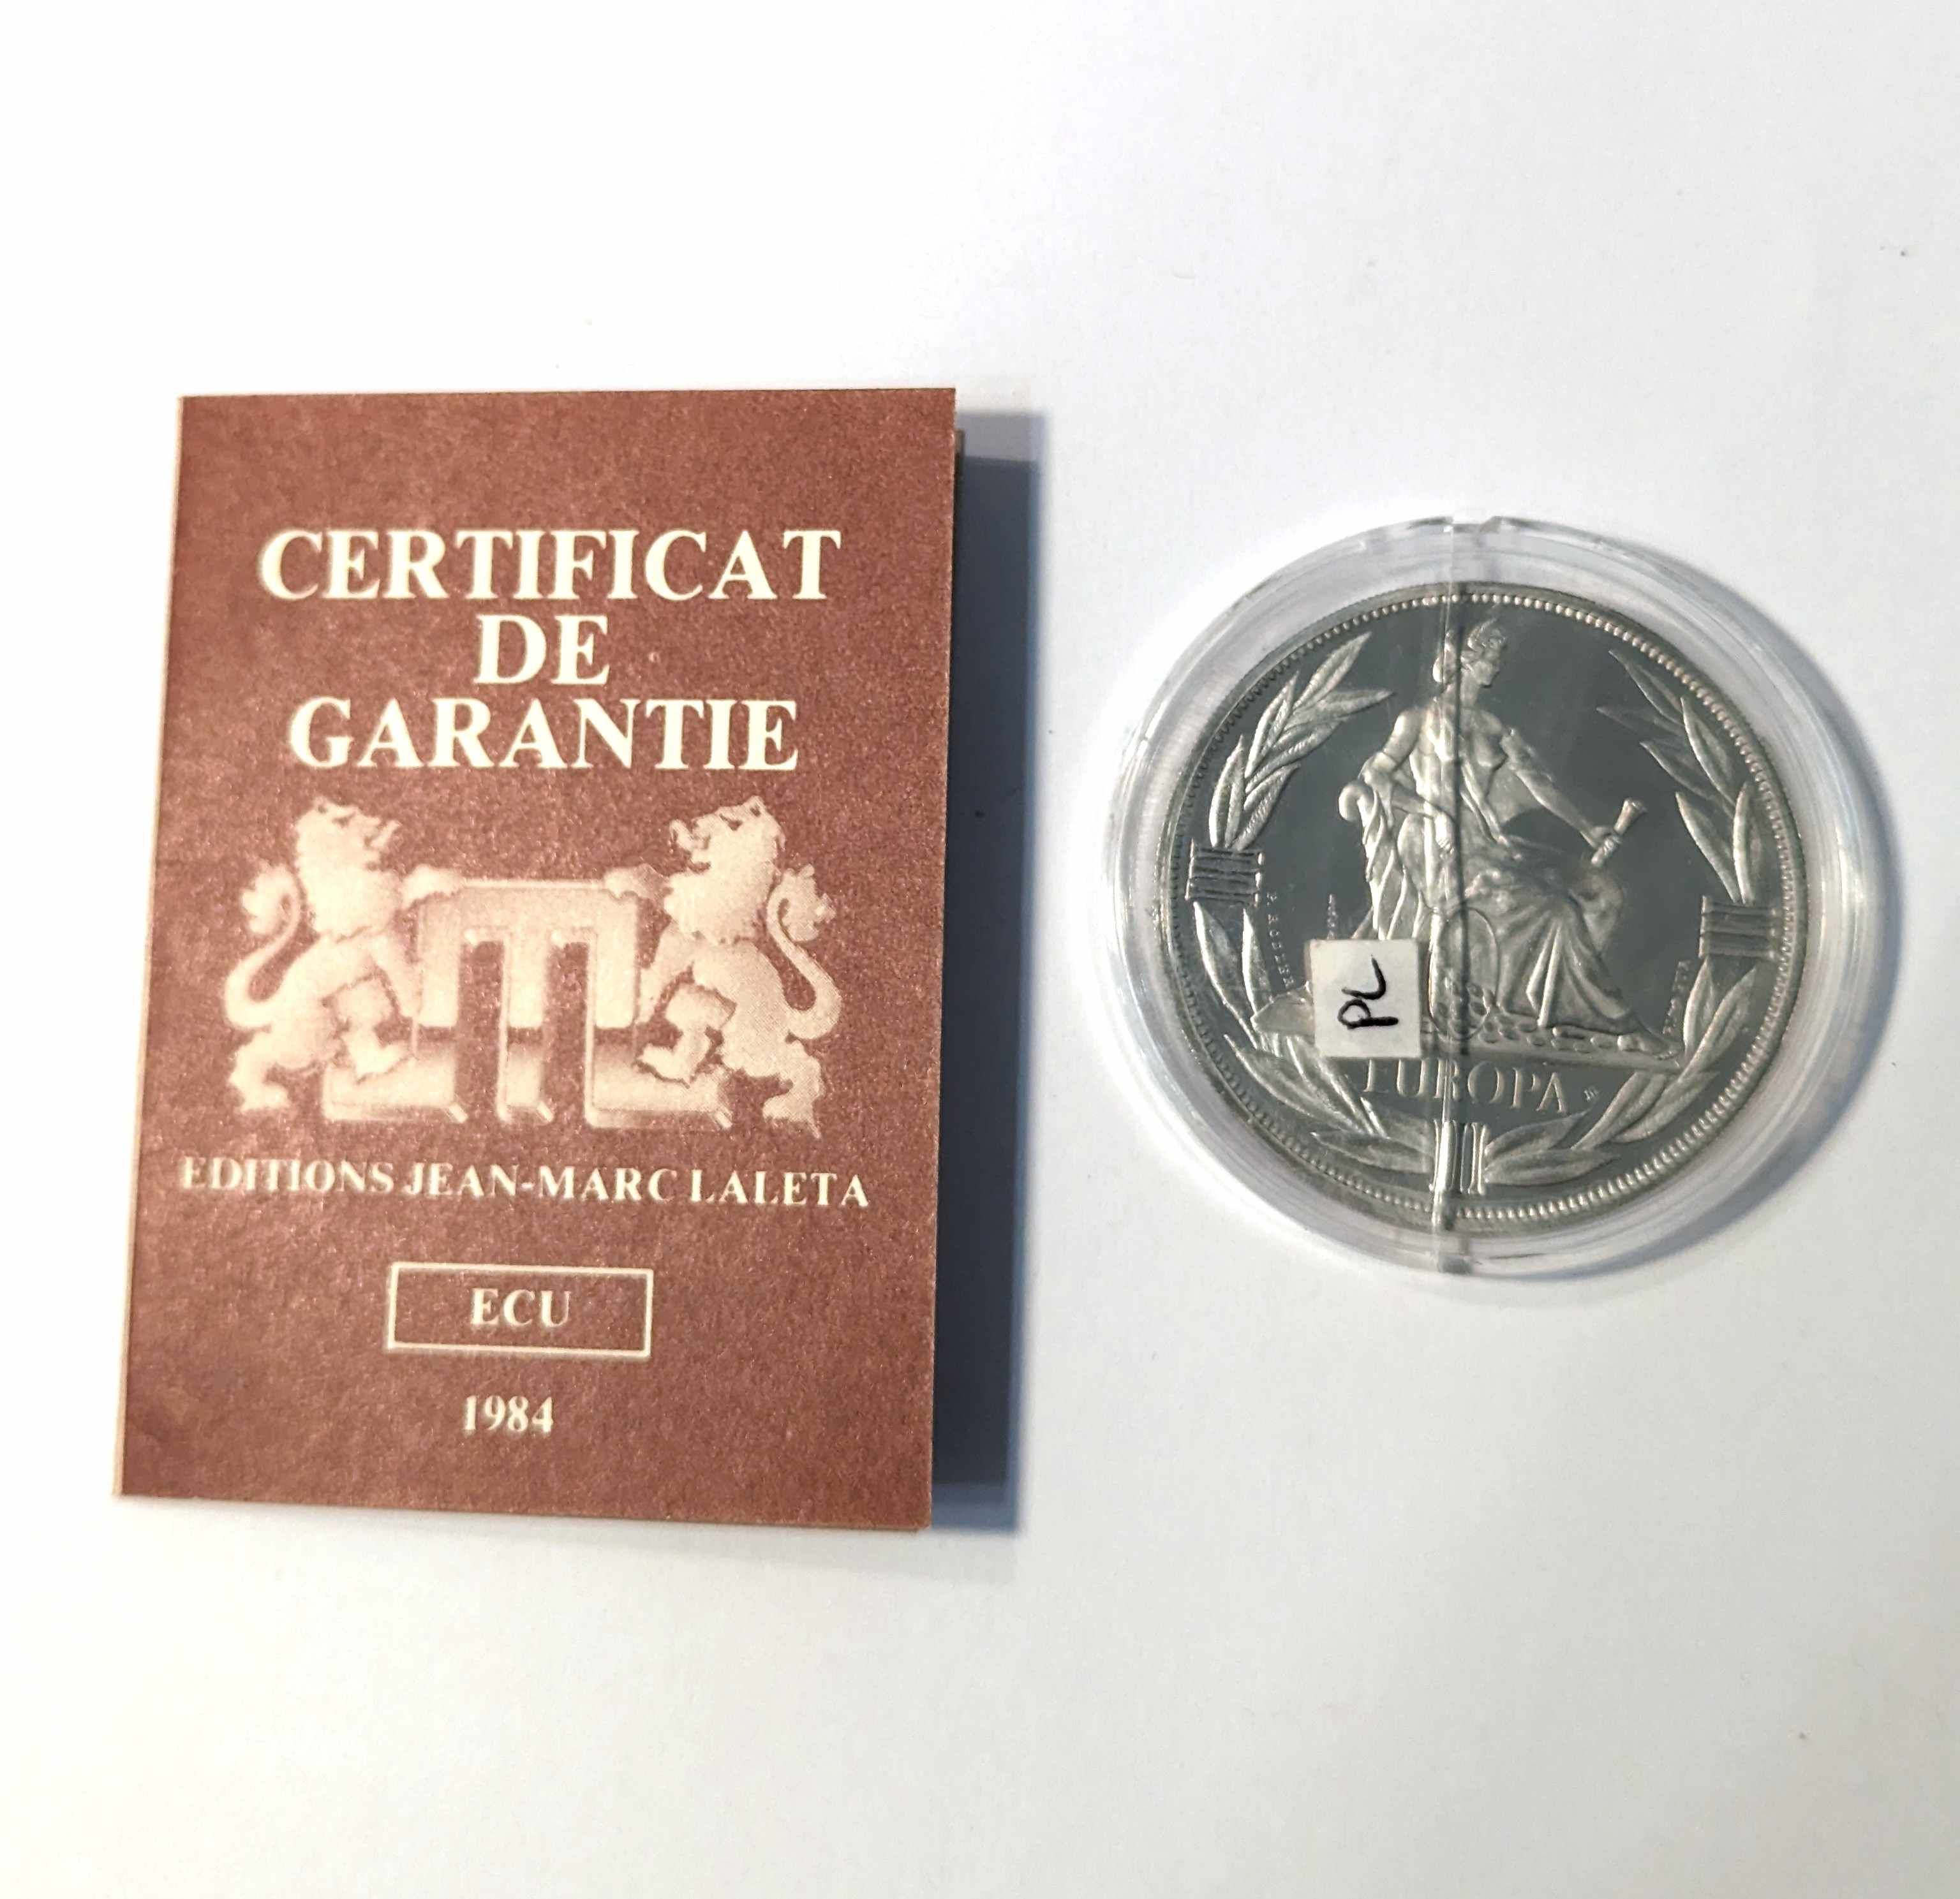 CERTIFICAT
DE
GARANTIE
EDITIONS JEAN-MARC LALETA
ECU
1984
PL
EUROPA